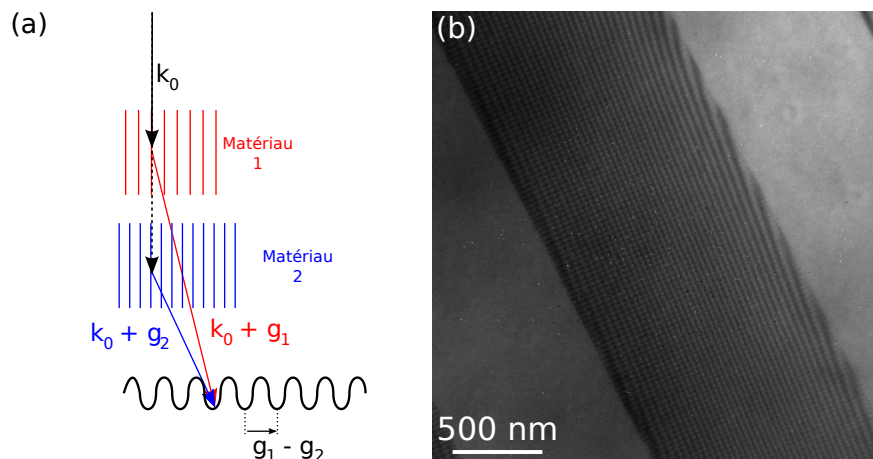 (a)
k0
Matériau
1
Matériau
2
k0 + g2
k0 + g1
g1 - g2
(b)
500 nm